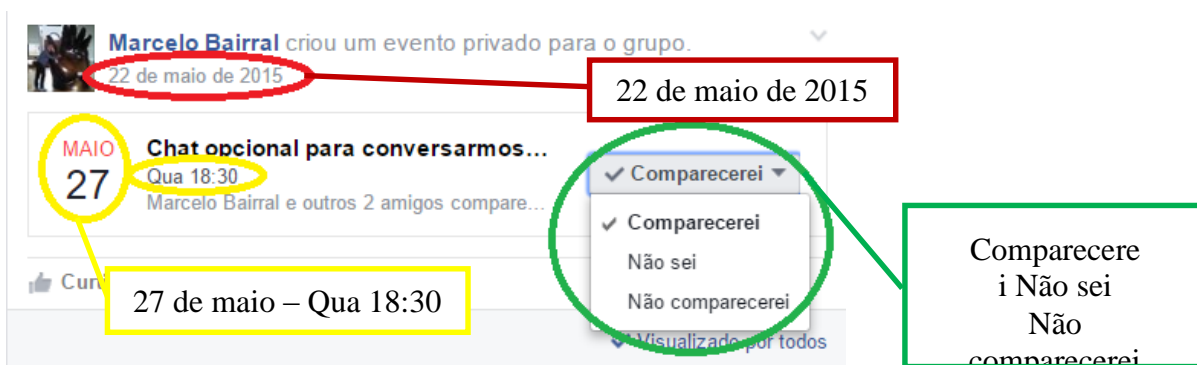 Marcelo Bairral criou um evento privado para o grupo.
22 de maio de 2015
22 de maio de 2015
MAIO
27
Chat opcional para conversarmos...
Qua 18:30
Marcelo Bairral e outros 2 amigos compare...
Comparecerei
Comparecerei
Não sei
Não comparecerei
27 de maio – Qua 18:30
Visualizado por todos
Comparecere
i Não sei
Não
comparecerei